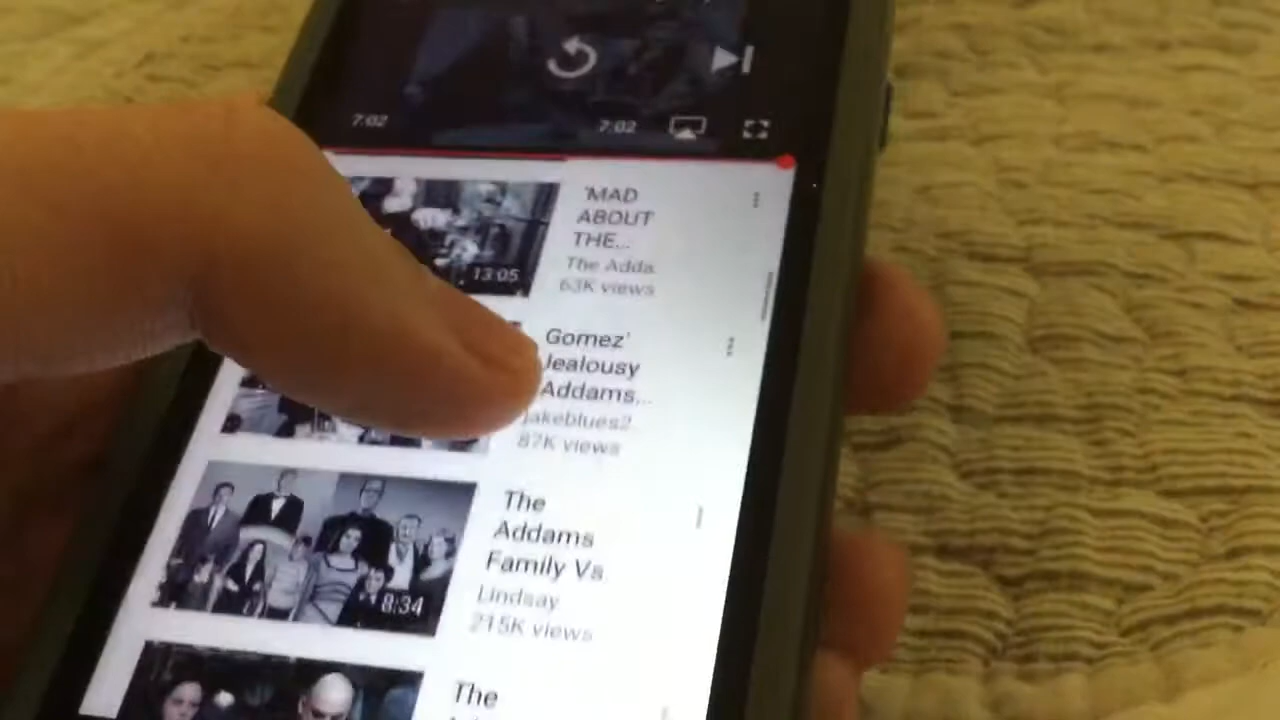 7:02
7:02
13:05
'MAD
ABOUT
THE...
The Adda
63K views
Gomez'
Jealousy
Addams...
jakeblues2
87K views
8:34
The
Addams
Family Vs
Lindsay
215K views
The